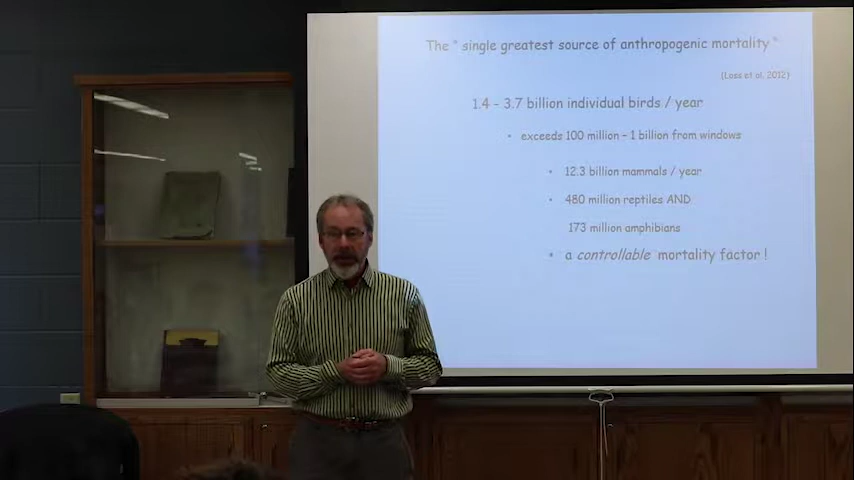 The " single greatest source of anthropogenic mortality "
(Loss et al. 2012)
1.4 - 3.7 billion individual birds / year
• exceeds 100 million - 1 billion from windows
• 12.3 billion mammals / year
• 480 million reptiles AND
173 million amphibians
• a controllable mortality factor !